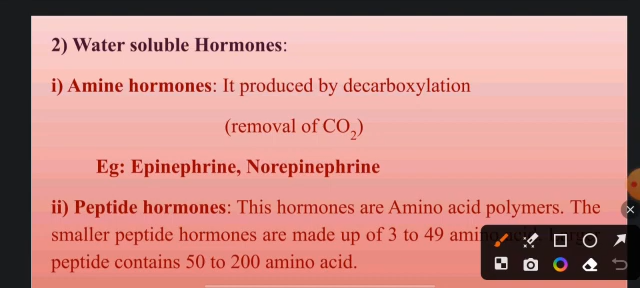 2) Water soluble Hormones:
i) Amine hormones: It produced by decarboxylation
(removal of CO₂)
Eg: Epinephrine, Norepinephrine
ii) Peptide hormones: This hormones are Amino acid polymers. The
smaller peptide hormones are made up of 3 to 49 amino acid.
peptide contains 50 to 200 amino acid.